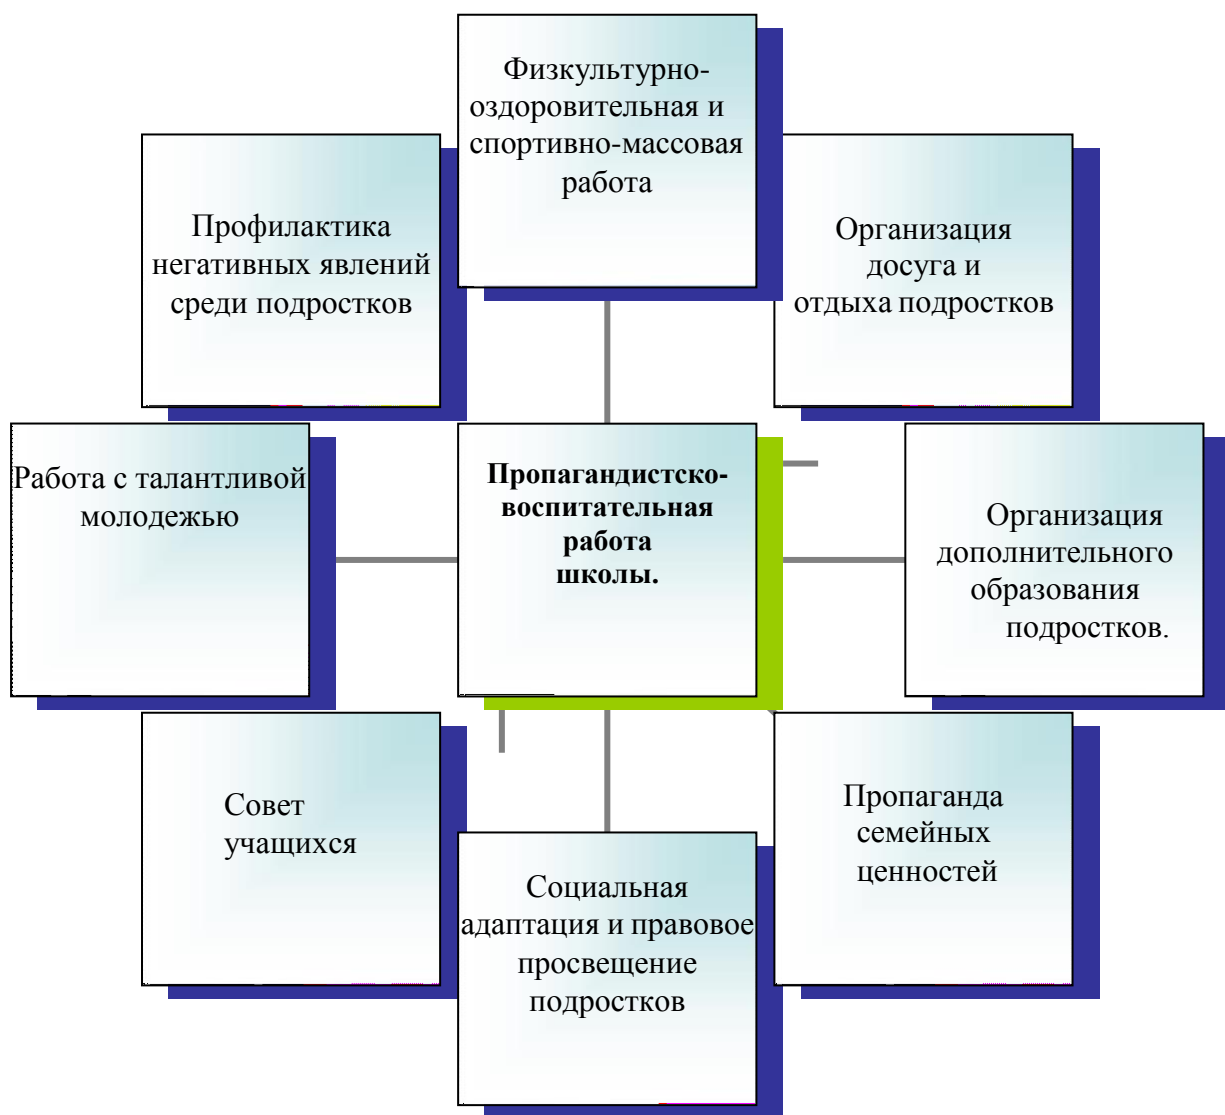 Физкультурно-
оздоровительная и
спортивно-массовая
работа
Профилактика
негативных явлений
среди подростков
Организация
досуга и
отдыха подростков
Работа с талантливой
молодежью
Пропагандистско-
воспитательная
работа
школы.
Организация
дополнительного
образования
подростков.
Совет
учащихся
Социальная
адаптация и правовое
просвещение
подростков
Пропаганда
семейных
ценностей